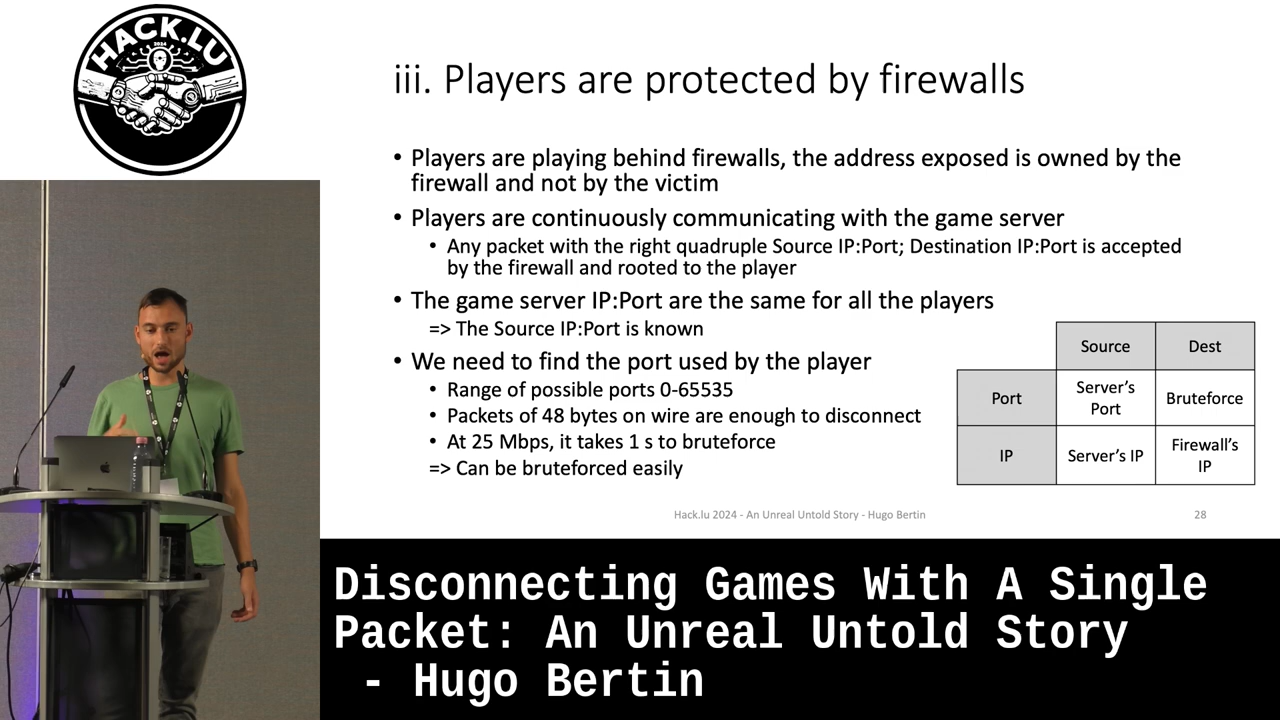 HACK.LU
2024
iii. Players are protected by firewalls
• Players are playing behind firewalls, the address exposed is owned by the
firewall and not by the victim
• Players are continuously communicating with the game server
• Any packet with the right quadruple Source IP:Port; Destination IP:Port is accepted
by the firewall and rooted to the player
• The game server IP:Port are the same for all the players
=> The Source IP:Port is known
• We need to find the port used by the player
• Range of possible ports 0-65535
• Packets of 48 bytes on wire are enough to disconnect
• At 25 Mbps, it takes 1 s to bruteforce
=> Can be bruteforced easily
Source Dest
Port Server's Port Bruteforce
IP Server's IP Firewall's IP
Hack.lu 2024 - An Unreal Untold Story - Hugo Bertin 28
Disconnecting Games With A Single
Packet: An Unreal Untold Story
- Hugo Bertin